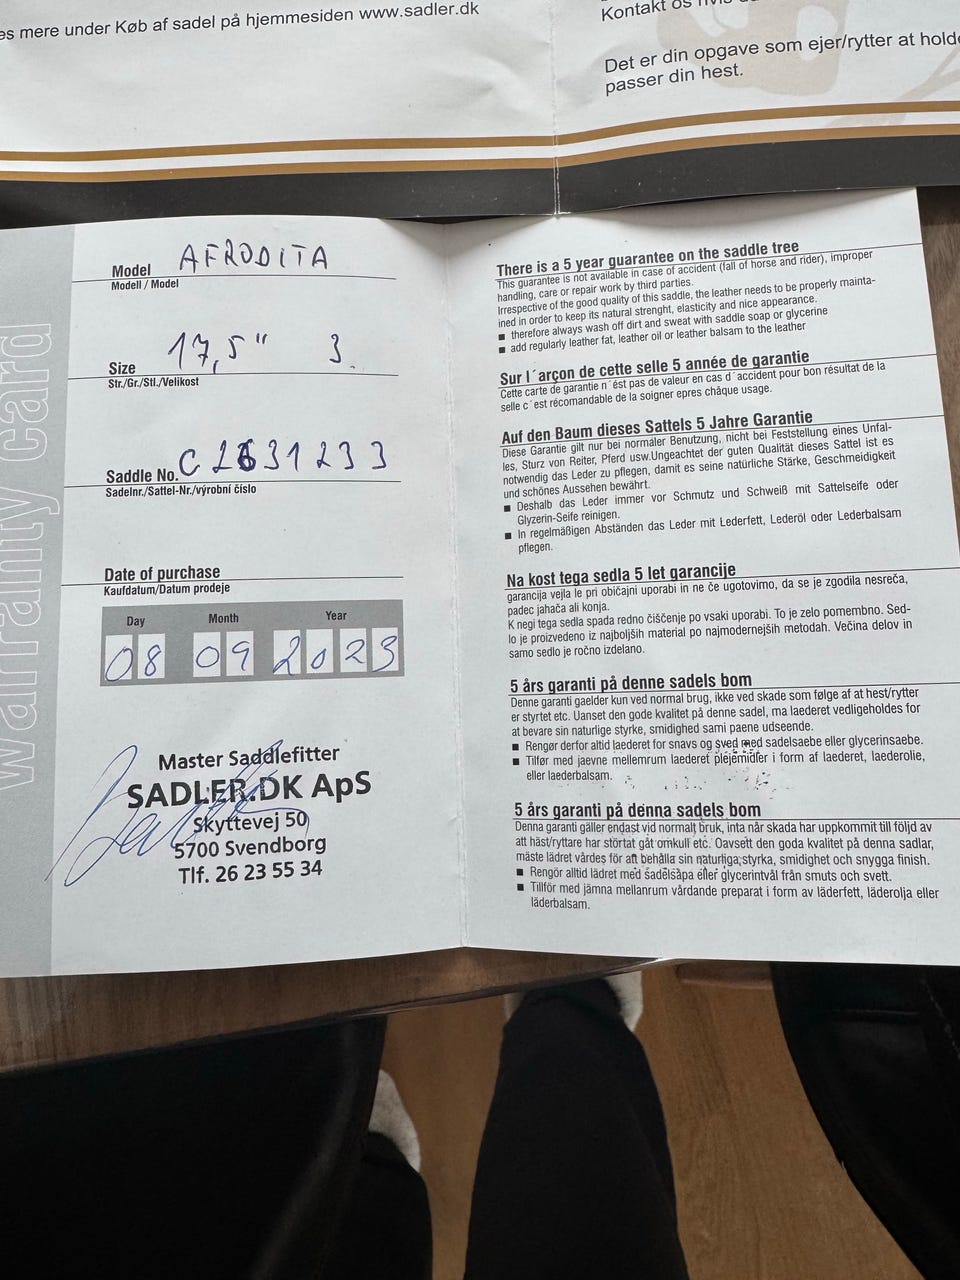 es mere under Køb af sadel på hjemmesiden www.sadler.dk
Kontakt os hvis
Det er din opgave som ejer/rytter at hold
passer din hest.
warranty card
Model AFRODITA
Modell / Model
Size 17,5" 3
Str./Gr./Stl./Velikost
Saddle No. C2631233
Sadelnr./Sattel-Nr./výrobní číslo
Date of purchase
Kaufdatum/Datum prodeje
Day Month Year
08 09 2023
Master Saddlefitter
SADLER.DK ApS
Skyttevej 50
5700 Svendborg
Tlf. 26 23 55 34
There is a 5 year guarantee on the saddle tree
This guarantee is not available in case of accident (fall of horse and rider), improper
handling, care or repair work by third parties.
Irrespective of the good quality of this saddle, the leather needs to be properly mainta-
ined in order to keep its natural strenght, elasticity and nice appearance.
■ therefore always wash off dirt and sweat with saddle soap or glycerine
■ add regularly leather fat, leather oil or leather balsam to the leather
Sur l´arçon de cette selle 5 année de garantie
Cette carte de garantie n´ést pas de valeur en cas d´accident pour bon résultat de la
selle c´est récomandable de la soigner epres châque usage.
Auf den Baum dieses Sattels 5 Jahre Garantie
Diese Garantie gilt nur bei normaler Benutzung, nicht bei Feststellung eines Unfal-
les, Sturz von Reiter, Pferd usw.Ungeachtet der guten Qualität dieses Sattel ist es
notwendig das Leder zu pflegen, damit es seine natürliche Stärke, Geschmeidigkeit
und schönes Aussehen bewährt.
■ Deshalb das Leder immer vor Schmutz und Schweiß mit Sattelseife oder
Glyzerin-Seife reinigen.
■ In regelmäßigen Abständen das Leder mit Lederfett, Lederöl oder Lederbalsam
pflegen.
Na kost tega sedla 5 let garancije
garancija vejla le pri običajni uporabi in ne če ugotovimo, da se je zgodila nesreča,
padec jahača ali konja.
K negi tega sedla spada redno čiščenje po vsaki uporabi. To je zelo pomembno. Sed-
lo je proizvedeno iz najboljših material po najmodernejših metodah. Večina delov in
samo sedlo je ročno izdelano.
5 års garanti på denne sadels bom
Denne garanti gaelder kun ved normal brug, ikke ved skade som følge af at hest/rytter
er styrtet etc. Uanset den gode kvalitet på denne sadel, ma laederet vedligeholdes for
at bevare sin naturlige styrke, smidighed sami paene udseende.
■ Rengør derfor altid laederet for snavs og sved med sadelsaebe eller glycerinsaebe.
■ Tilfør med jaevne mellemrum laederet plejemidler i form af laederet, laederolie,
eller laederbalsam.
5 års garanti på denna sadels bom
Denna garanti gäller endast vid normalt bruk, inta når skada har uppkommit till följd av
att häst/ryttare har störtat gåt omkull etc. Oavsett den goda kvalitet på denna sadlar,
mäste lädret vårdes för aft behålla sin naturliga styrka, smidighet och snygga finish.
■ Rengör alltid lädret med sadelsåpa eller glycerintvål från smuts och svett.
■ Tillför med jämna mellanrum vårdande preparat i form av läderfett, läderolja eller
läderbalsam.